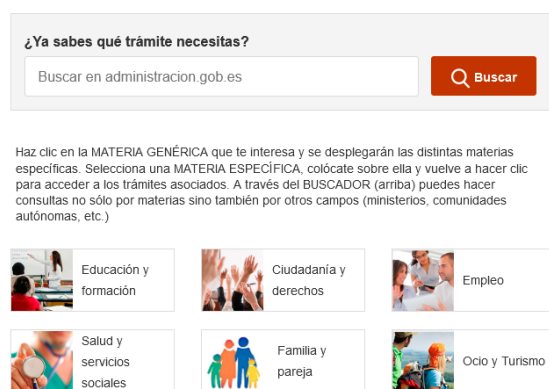 ¿Ya sabes qué trámite necesitas?
Buscar en administracion.gob.es
Buscar
Haz clic en la MATERIA GENÉRICA que te interesa y se desplegarán las distintas materias
específicas. Selecciona una MATERIA ESPECÍFICA, colócate sobre ella y vuelve a hacer clic
para acceder a los trámites asociados. A través del BUSCADOR (arriba) puedes hacer
consultas no sólo por materias sino también por otros campos (ministerios, comunidades
autónomas, etc.)
Educación y
formación
Ciudadanía y
derechos
Empleo
Salud y
servicios
sociales
Familia y
pareja
Ocio y Turismo